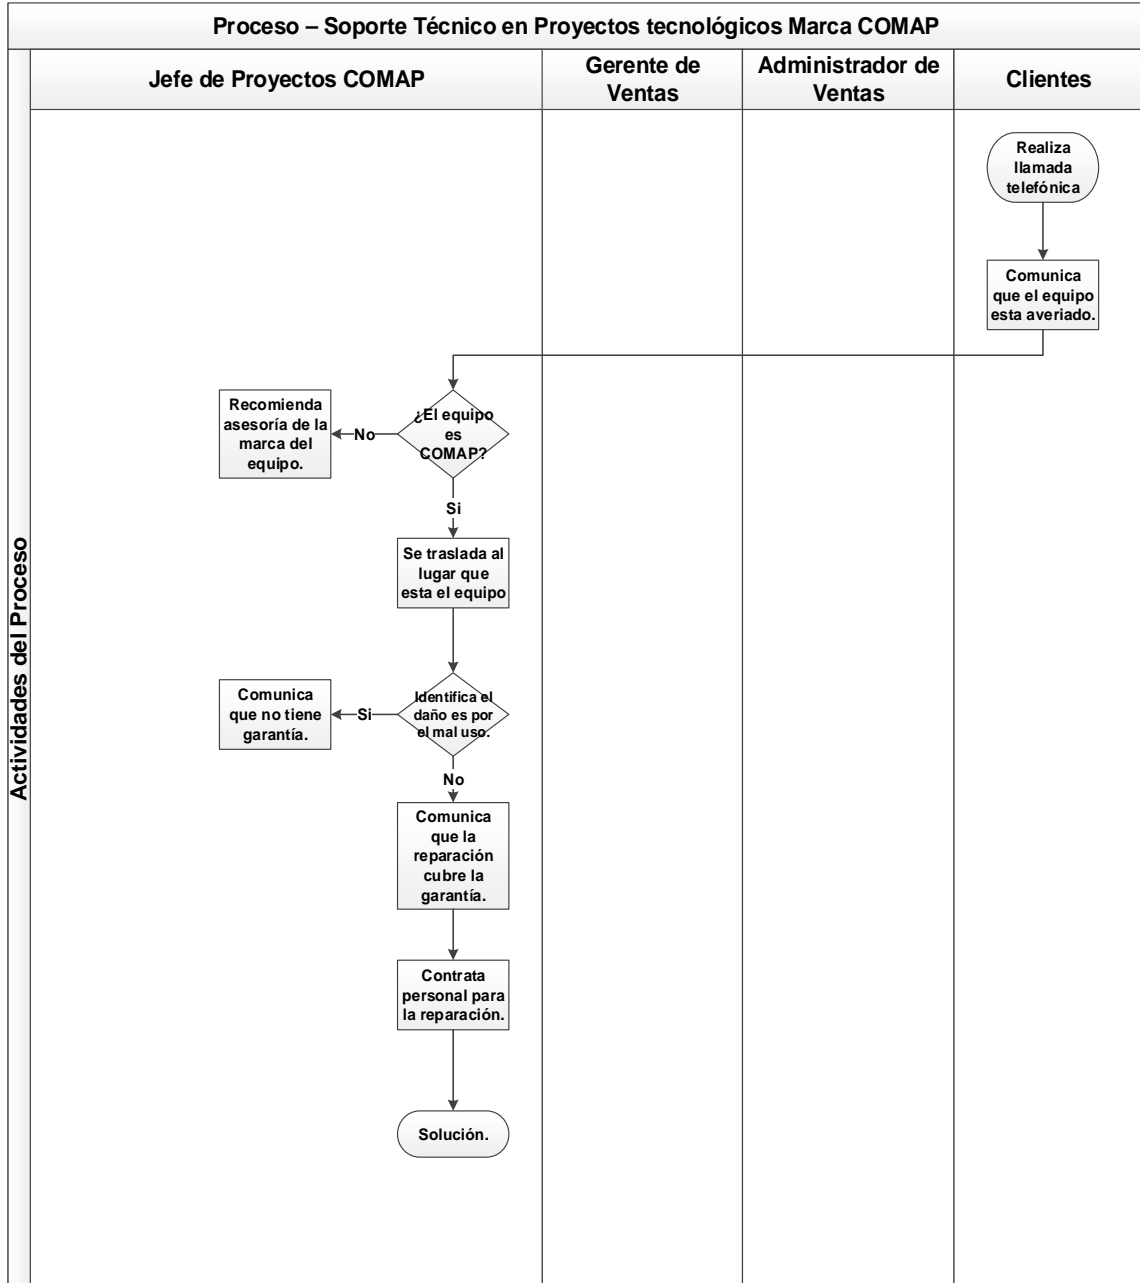 Proceso – Soporte Técnico en Proyectos tecnológicos Marca COMAP
Jefe de Proyectos COMAP
Gerente de
Ventas
Administrador de
Ventas
Clientes
Actividades del Proceso
Realiza
llamada
telefónica
Comunica
que el equipo
esta averiado.
¿El equipo
es
COMAP?
No
Recomienda
asesoría de la
marca del
equipo.
Si
Se traslada al
lugar que
esta el equipo
Identifica el
daño es por
el mal uso.
Si
Comunica
que no tiene
garantía.
No
Comunica
que la
reparación
cubre la
garantía.
Contrata
personal para
la reparación.
Solución.